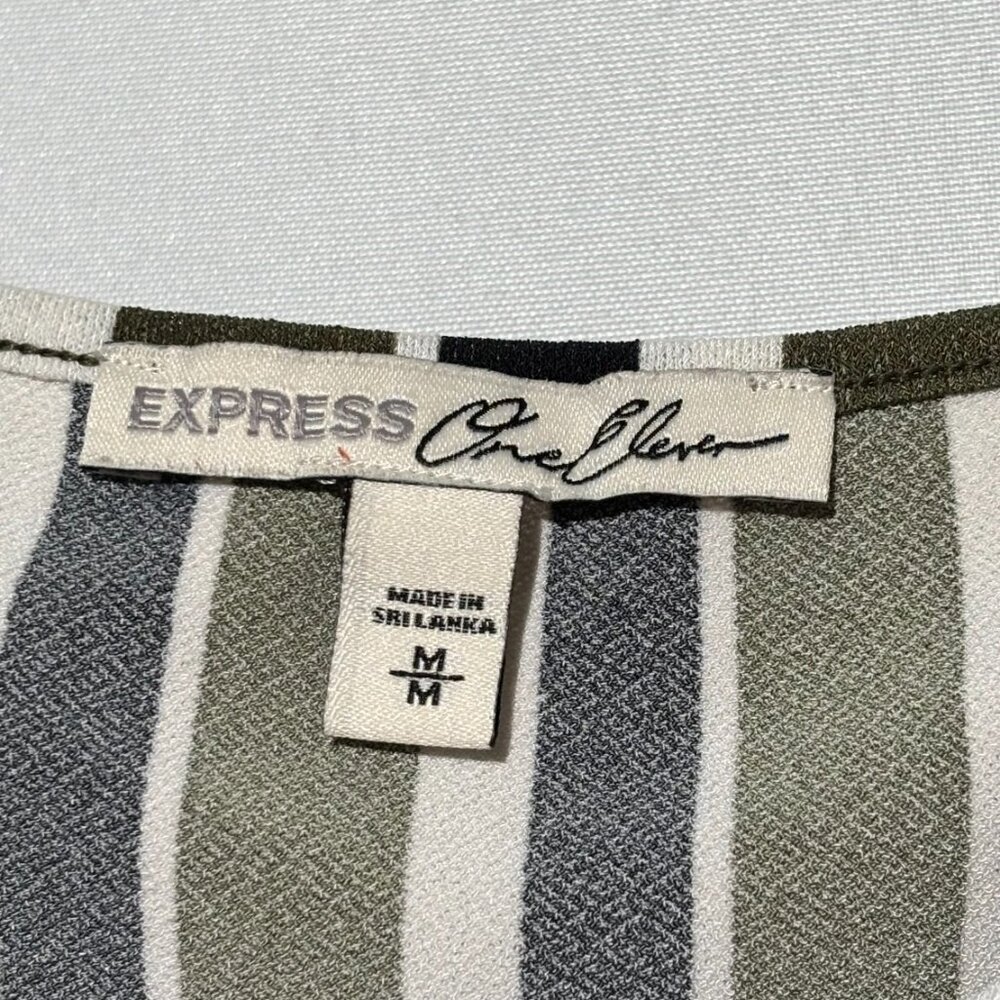 EXPRESS One Eleven
MADE IN
SRI LANKA
M
M